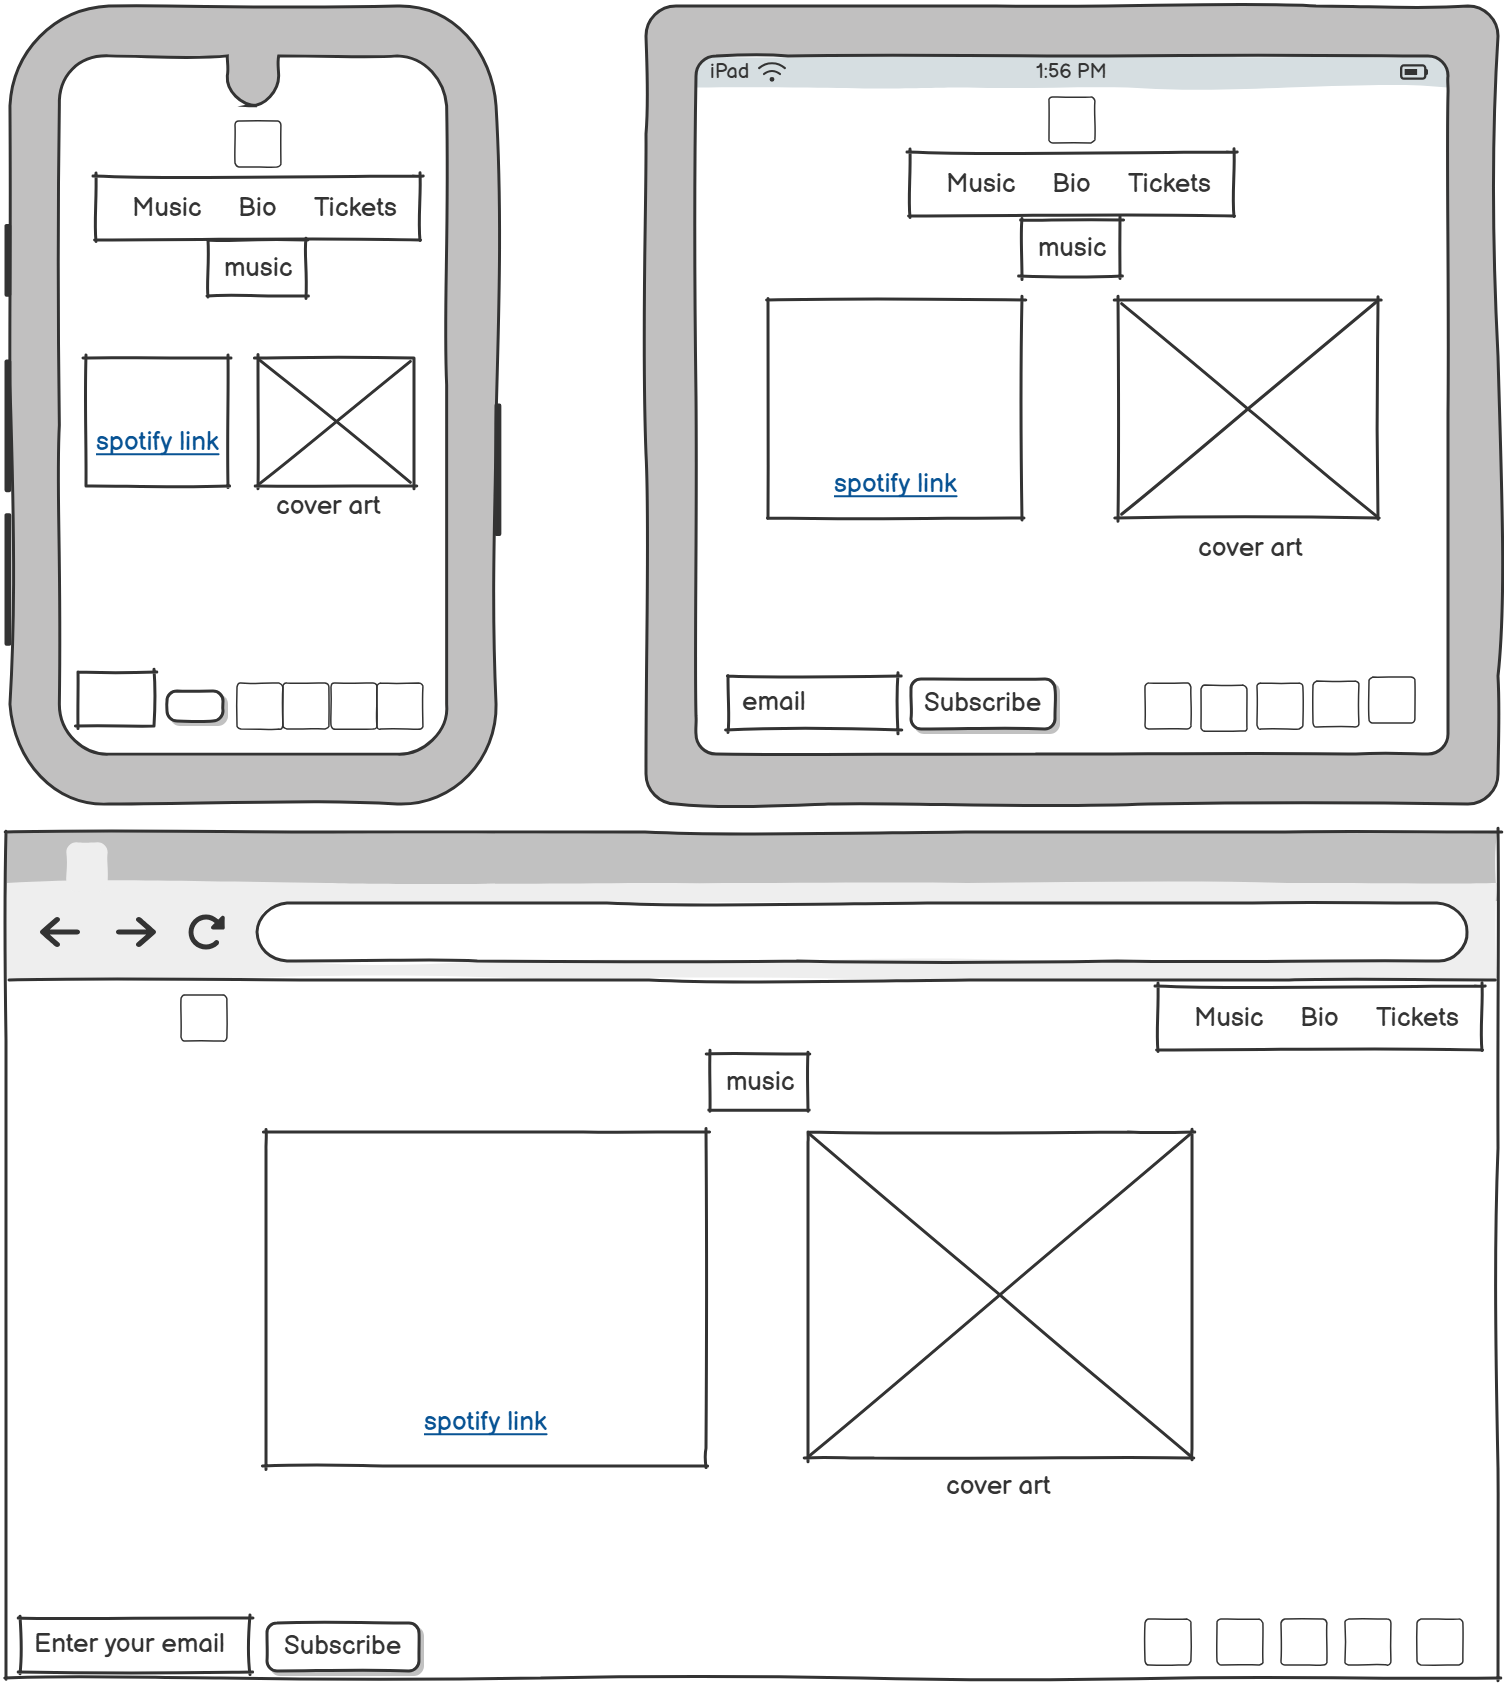 Music Bio Tickets
music
spotify link
cover art
iPad 1:56 PM
Music Bio Tickets
music
spotify link
cover art
email Subscribe
Music Bio Tickets
music
spotify link
cover art
Enter your email Subscribe